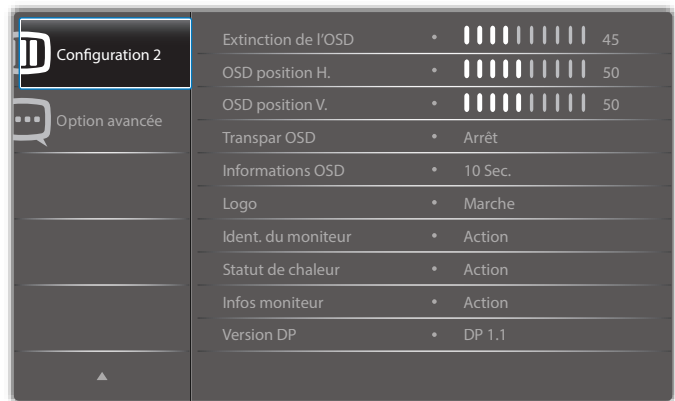 Configuration 2
Option avancée
Extinction de l’OSD • 45
OSD position H. • 50
OSD position V. • 50
Transpar OSD • Arrêt
Informations OSD • 10 Sec.
Logo • Marche
Ident. du moniteur • Action
Statut de chaleur • Action
Infos moniteur • Action
Version DP • DP 1.1